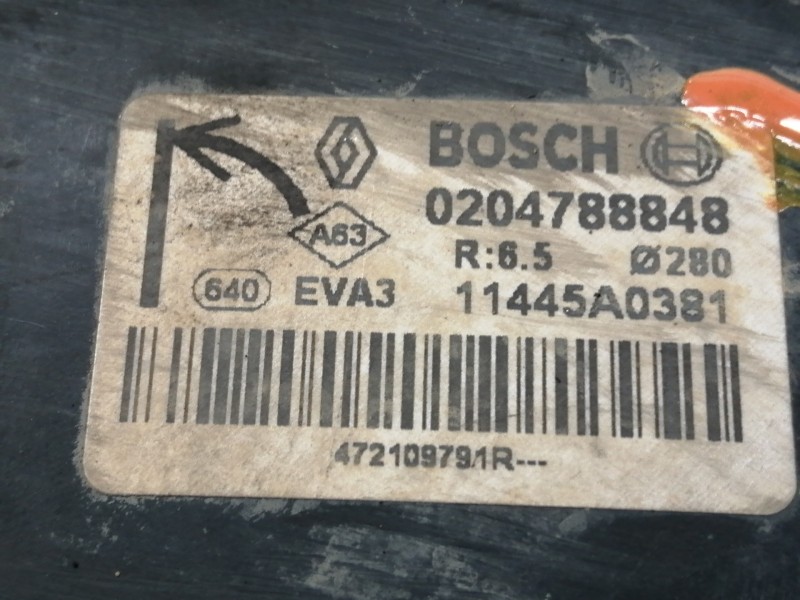 BOSCH
0204788848
A63
R:6.5 Ø280
640 EVA3 11445A0381
472109791R---